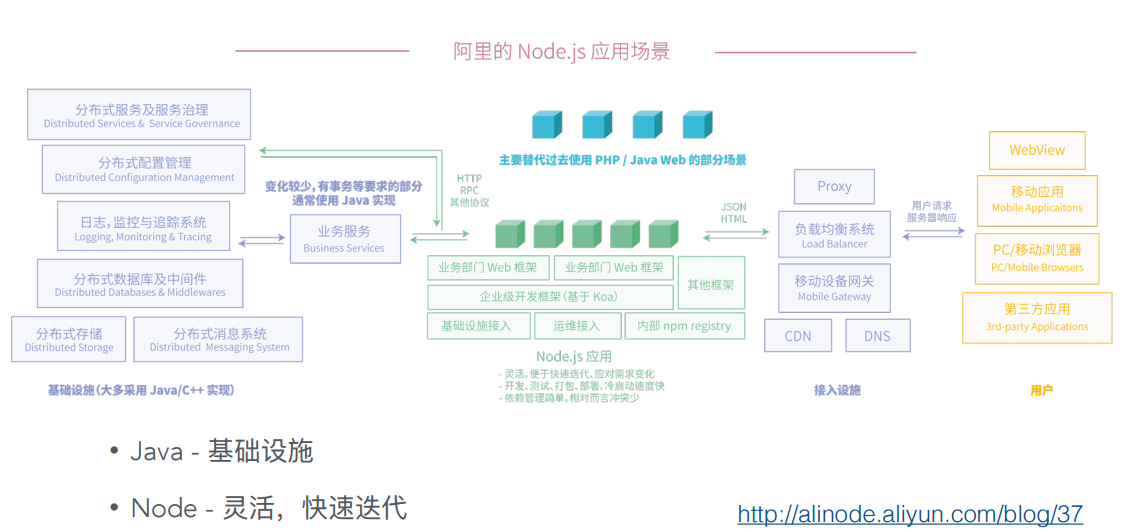 阿里的 Node.js 应用场景
分布式服务及服务治理
Distributed Services & Service Governance
分布式配置管理
Distributed Configuration Management
日志，监控与追踪系统
Logging, Monitoring & Tracing
分布式数据库及中间件
Distributed Databases & Middlewares
分布式存储
Distributed Storage
分布式消息系统
Distributed Messaging System
基础设施（大多采用 Java/C++ 实现）
变化较少，有事务等要求的部分
通常使用 Java 实现
业务服务
Business Services
HTTP
RPC
其他协议
主要替代过去使用 PHP / Java Web 的部分场景
业务部门 Web 框架
业务部门 Web 框架
其他框架
企业级开发框架（基于 Koa）
基础设施接入
运维接入
内部 npm registry
Node.js 应用
- 灵活，便于快速迭代、应对需求变化
- 开发、测试、打包、部署、冷启动速度快
- 依赖管理简单，相对而言冲突少
JSON
HTML
Proxy
负载均衡系统
Load Balancer
移动设备网关
Mobile Gateway
CDN
DNS
接入设施
用户请求
服务器响应
WebView
移动应用
Mobile Applicaitons
PC/移动浏览器
PC/Mobile Browsers
第三方应用
3rd-party Applications
用户
• Java - 基础设施
• Node - 灵活，快速迭代
http://alinode.aliyun.com/blog/37